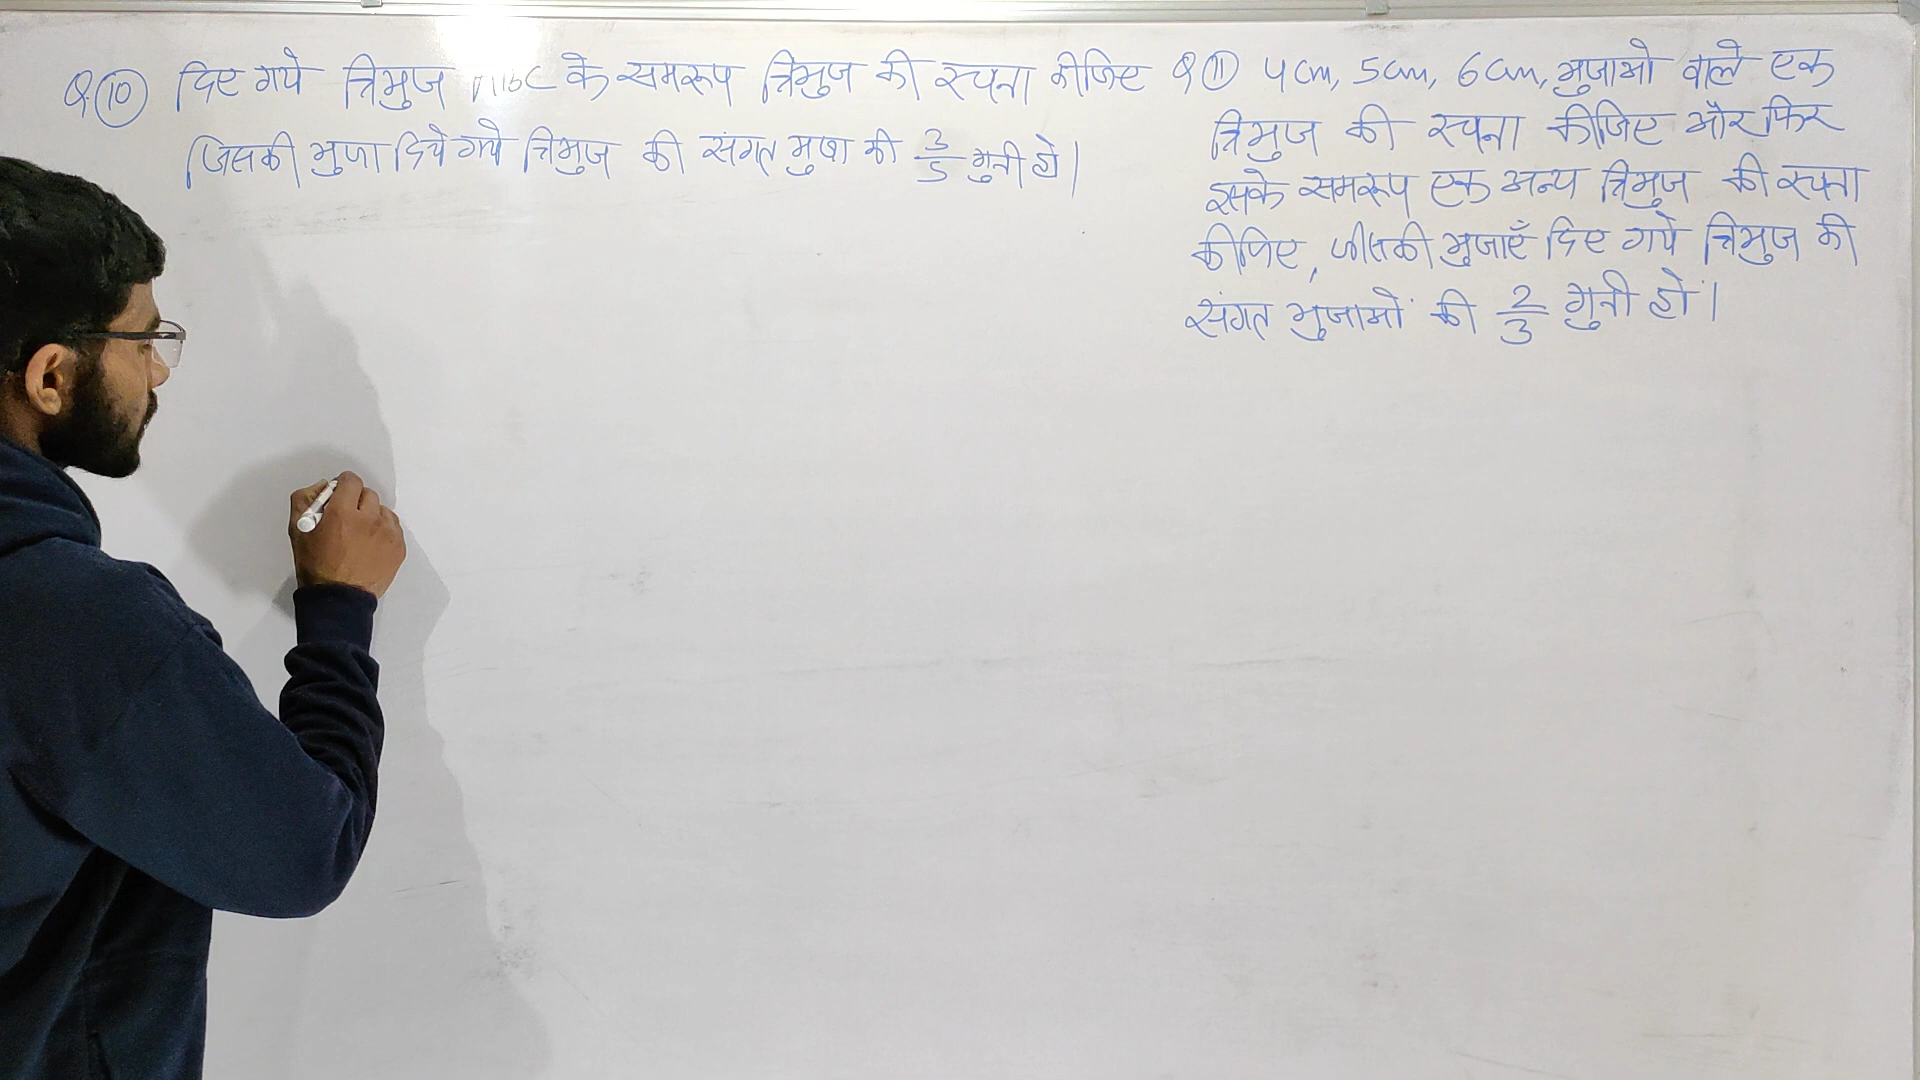 Q.(10) दिए गये त्रिभुज ABC के समरूप त्रिभुज की रचना कीजिए
जिसकी भुजा दिये गये त्रिभुज की संगत भुजा की 3/5 गुनी हो।
Q(11) 4cm, 5cm, 6cm, भुजाओ वाले एक
त्रिभुज की रचना कीजिए और फिर
इसके समरूप एक अन्य त्रिभुज की रचना
कीजिए, जीसकी भुजाएँ दिए गये त्रिभुज की
संगत भुजाओं की 2/3 गुनी हों।